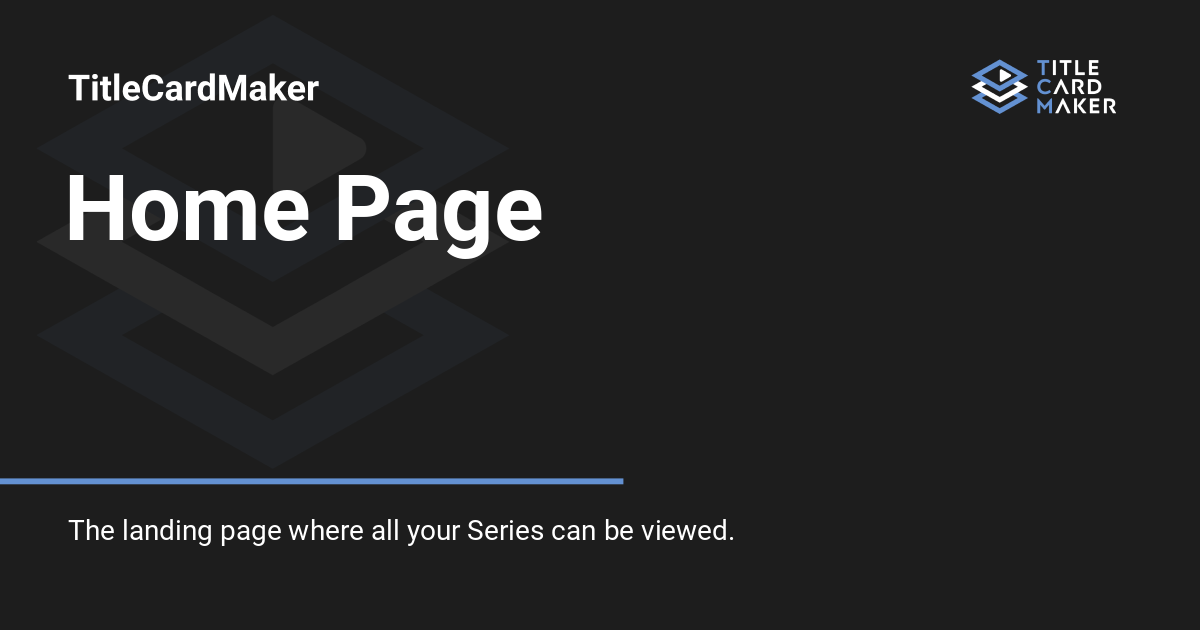 TitleCardMaker
TITLE
CARD
MAKER
Home Page
The landing page where all your Series can be viewed.